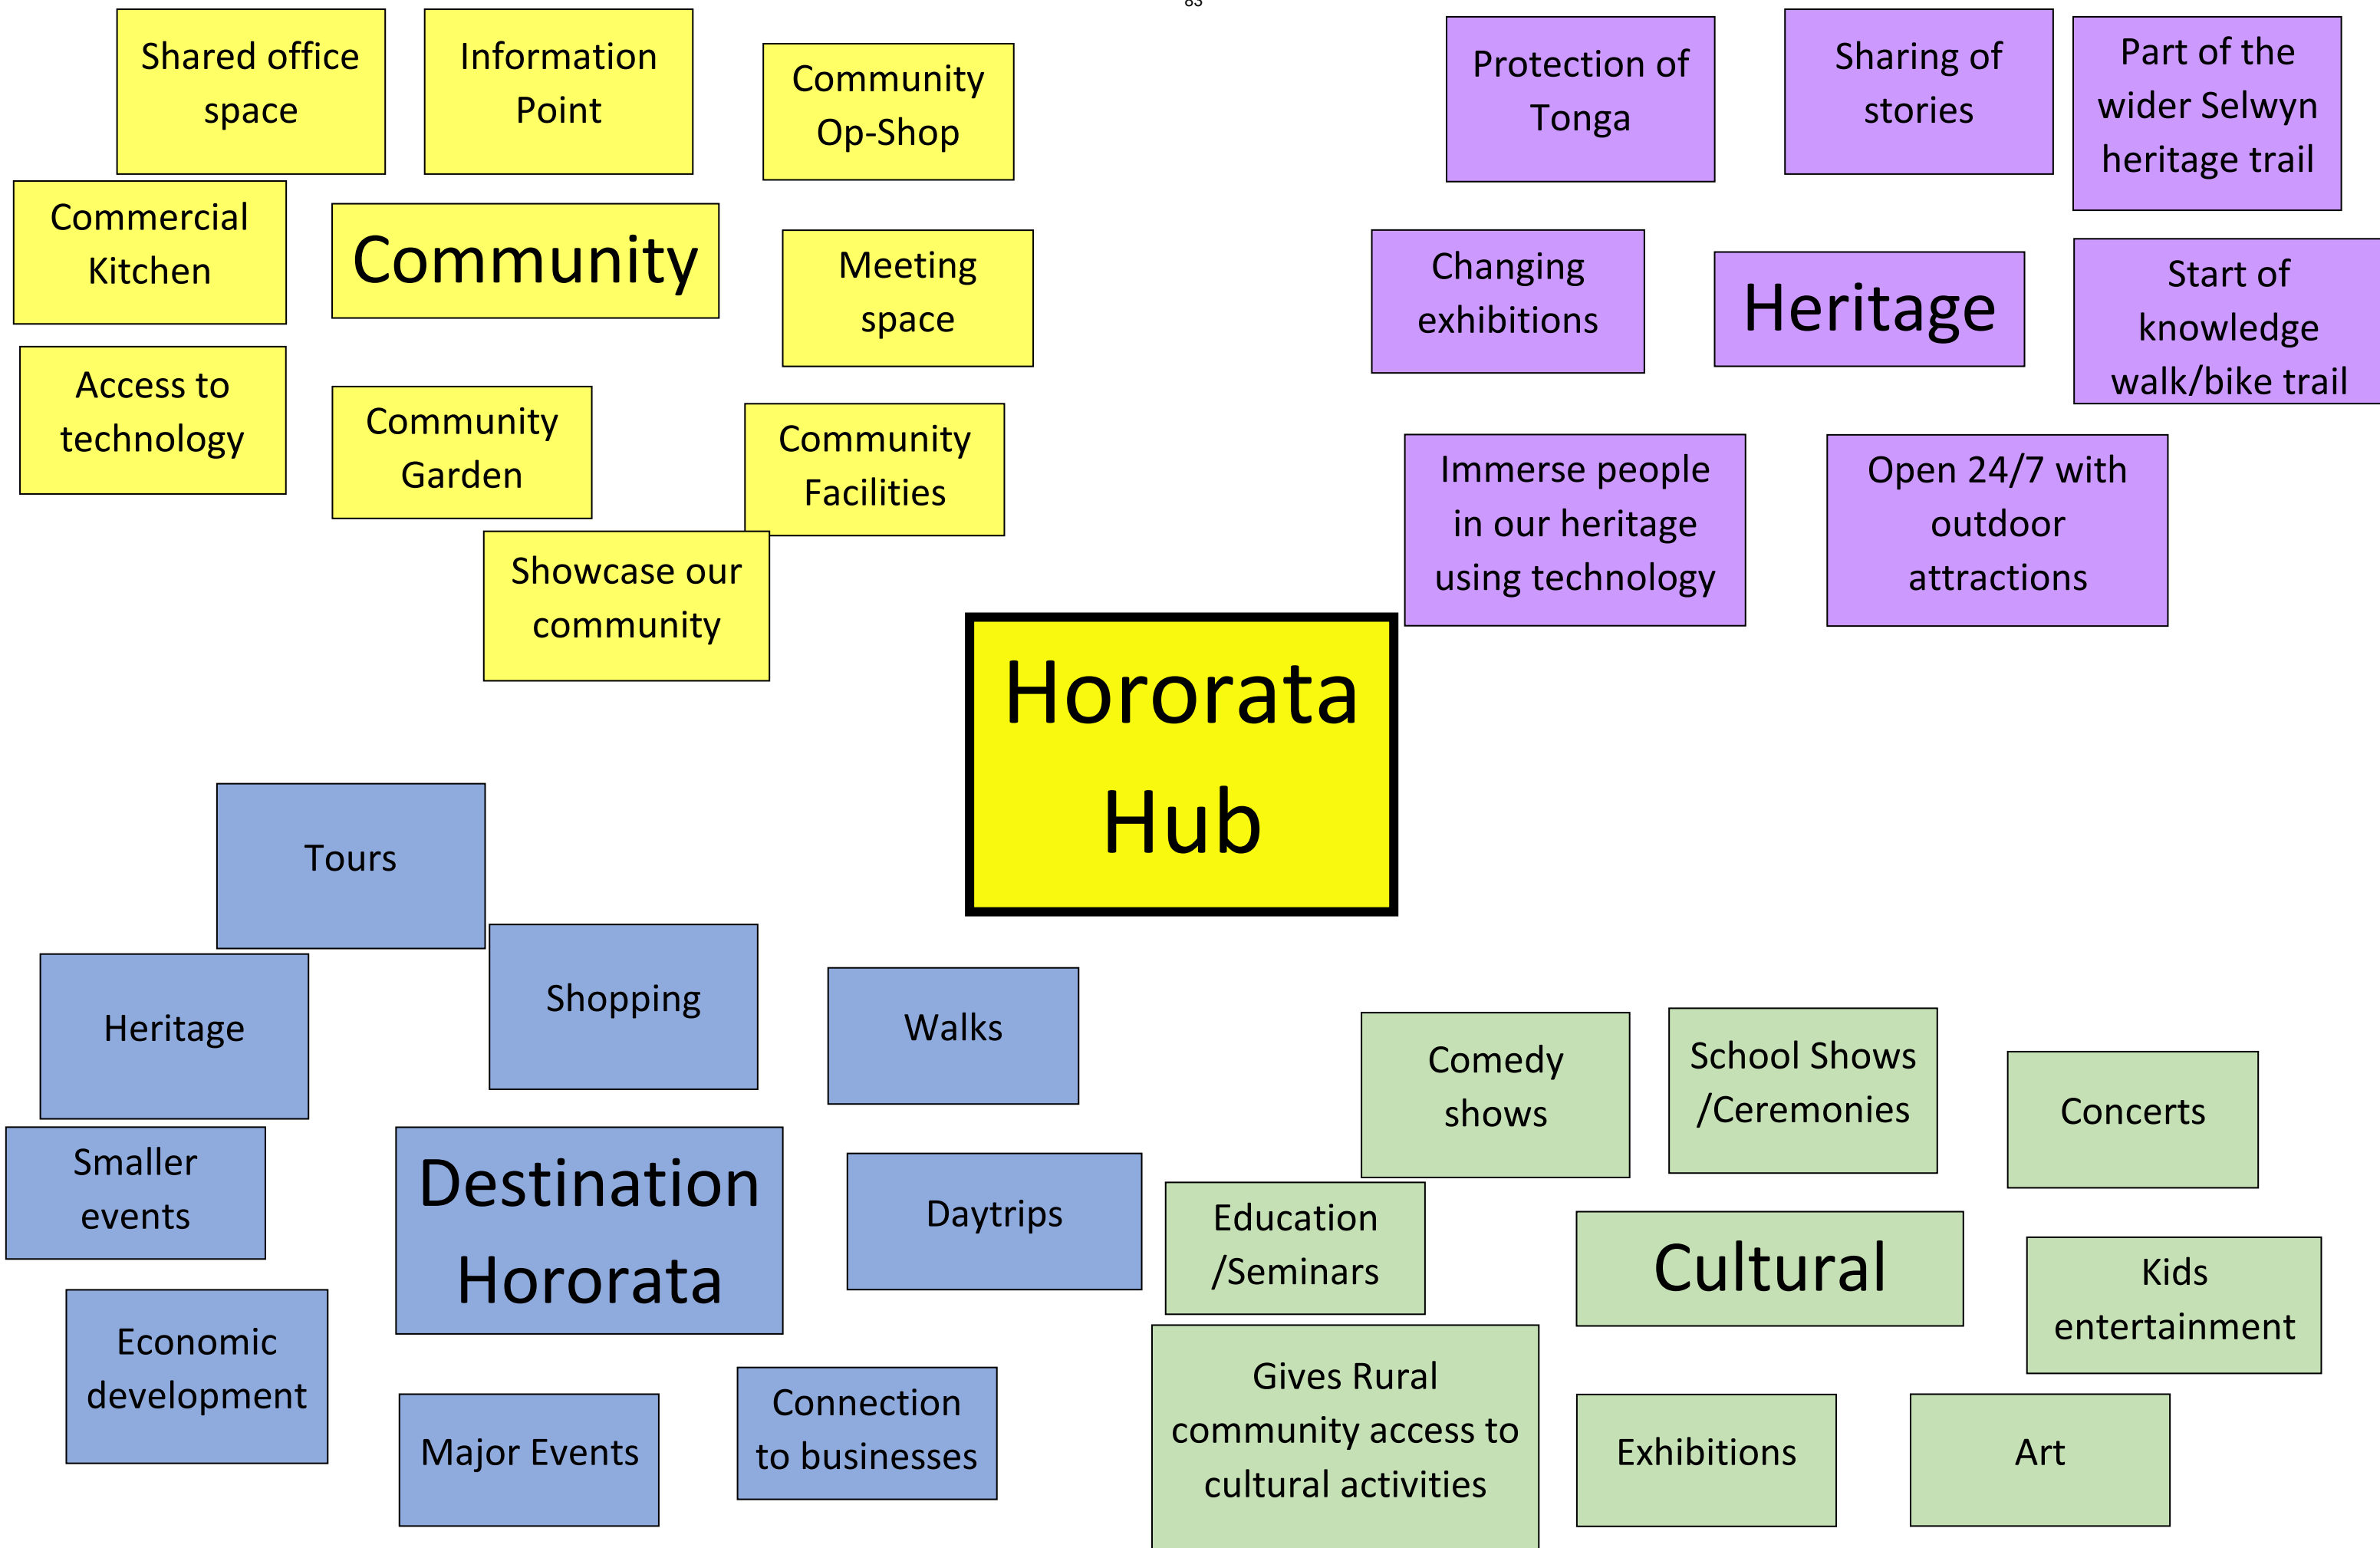 83
Shared office
space
Information
Point
Community
Op-Shop
Commercial
Kitchen
Community
Meeting
space
Access to
technology
Community
Garden
Community
Facilities
Showcase our
community
Protection of
Tonga
Sharing of
stories
Part of the
wider Selwyn
heritage trail
Changing
exhibitions
Heritage
Start of
knowledge
walk/bike trail
Immerse people
in our heritage
using technology
Open 24/7 with
outdoor
attractions
Hororata
Hub
Tours
Heritage
Shopping
Walks
Smaller
events
Destination
Hororata
Daytrips
Economic
development
Major Events
Connection
to businesses
Comedy
shows
School Shows
/Ceremonies
Concerts
Education
/Seminars
Cultural
Kids
entertainment
Gives Rural
community access to
cultural activities
Exhibitions
Art